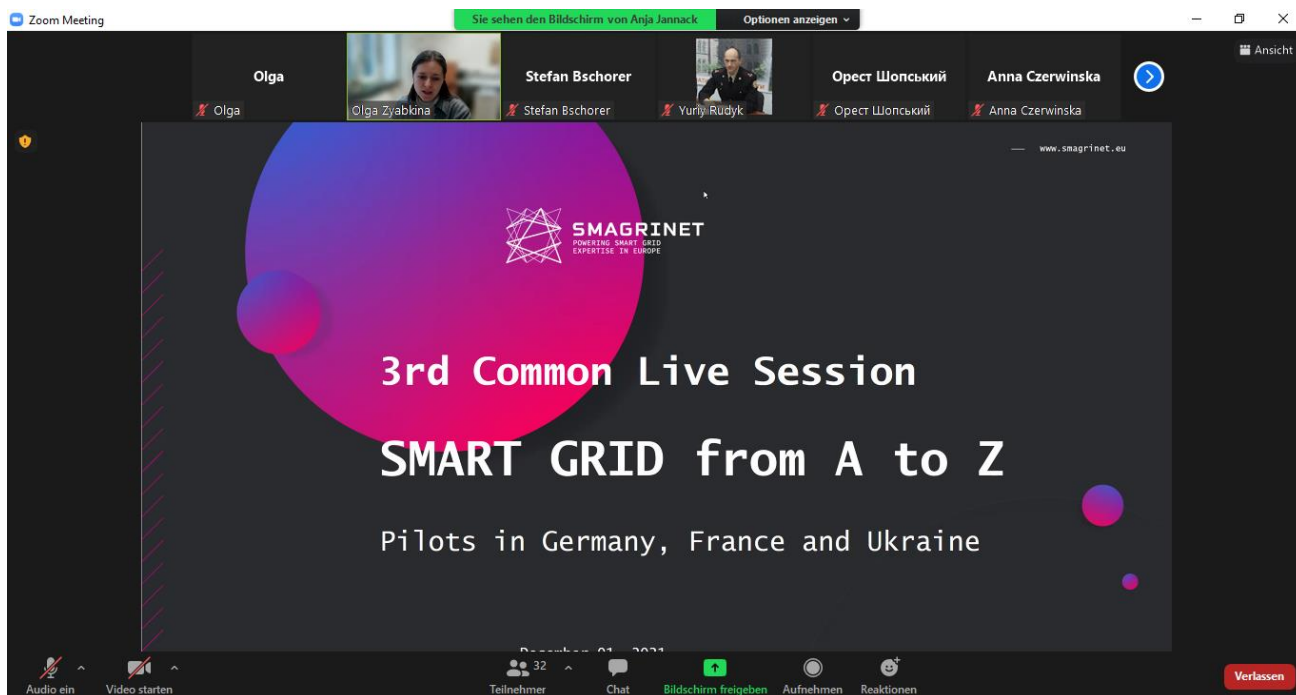 Zoom Meeting
Sie sehen den Bildschirm von Anja Jannack
Optionen anzeigen
Ansicht
Olga
Stefan Bschorer
Орест Шопський
Anna Czerwinska
Olga
Olga Zyabkina
Stefan Bschorer
Yuriy Rudyk
Орест Шопський
Anna Czerwinska
www.smagrinet.eu
SMAGRINET
POWERING SMART GRID
EXPERTISE IN EUROPE
3rd Common Live Session
SMART GRID from A to Z
Pilots in Germany, France and Ukraine
December 01, 2021
32
Audio ein
Video starten
Teilnehmer
Chat
Bildschirm freigeben
Aufnehmen
Reaktionen
Verlassen